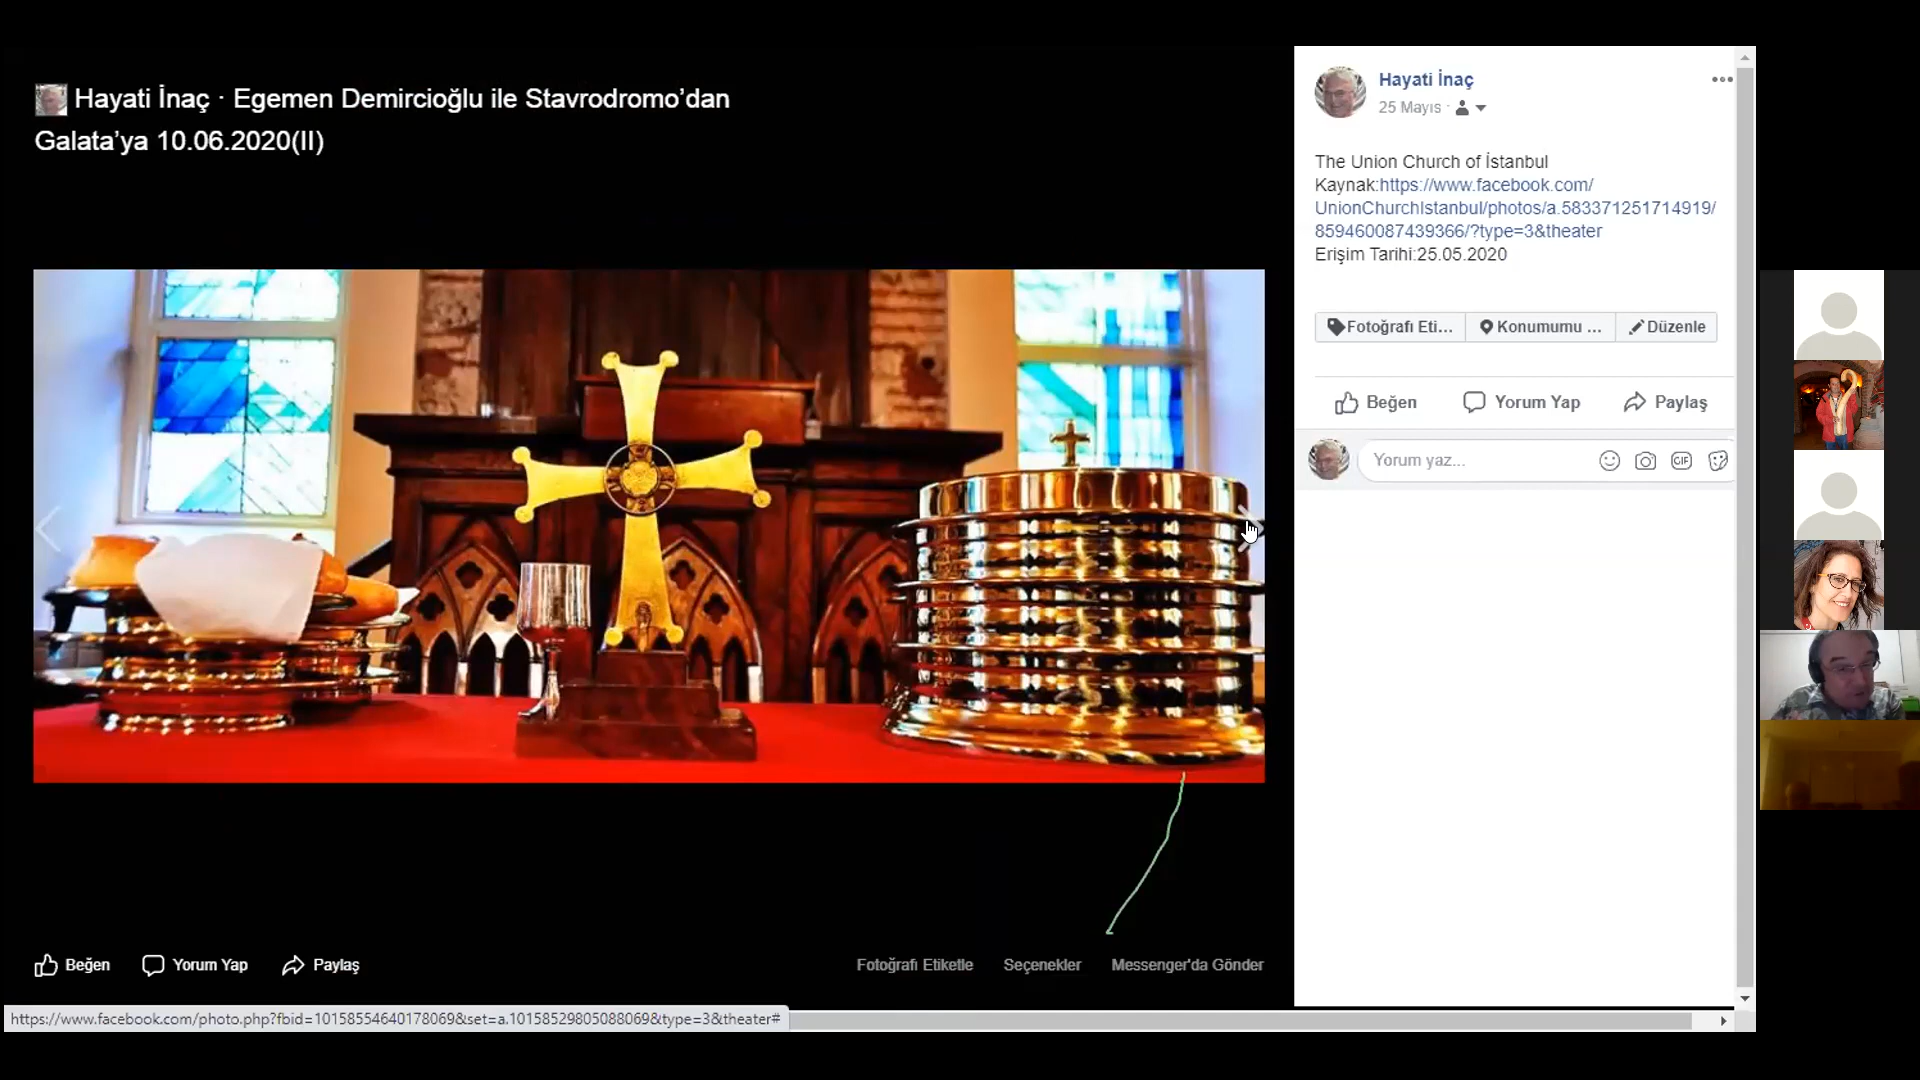 Hayati İnaç · Egemen Demircioğlu ile Stavrodromo’dan
Galata’ya 10.06.2020(II)
Hayati İnaç
25 Mayıs ·
The Union Church of İstanbul
Kaynak:https://www.facebook.com/
UnionChurchIstanbul/photos/a.583371251714919/
859460087439366/?type=3&theater
Erişim Tarihi:25.05.2020
Fotoğrafı Eti... Konumumu ... Düzenle
Beğen Yorum Yap Paylaş
Yorum yaz... GIF
Beğen Yorum Yap Paylaş
Fotoğrafı Etiketle Seçenekler Messenger'da Gönder
https://www.facebook.com/photo.php?fbid=10158554640178069&set=a.10158529805088069&type=3&theater#